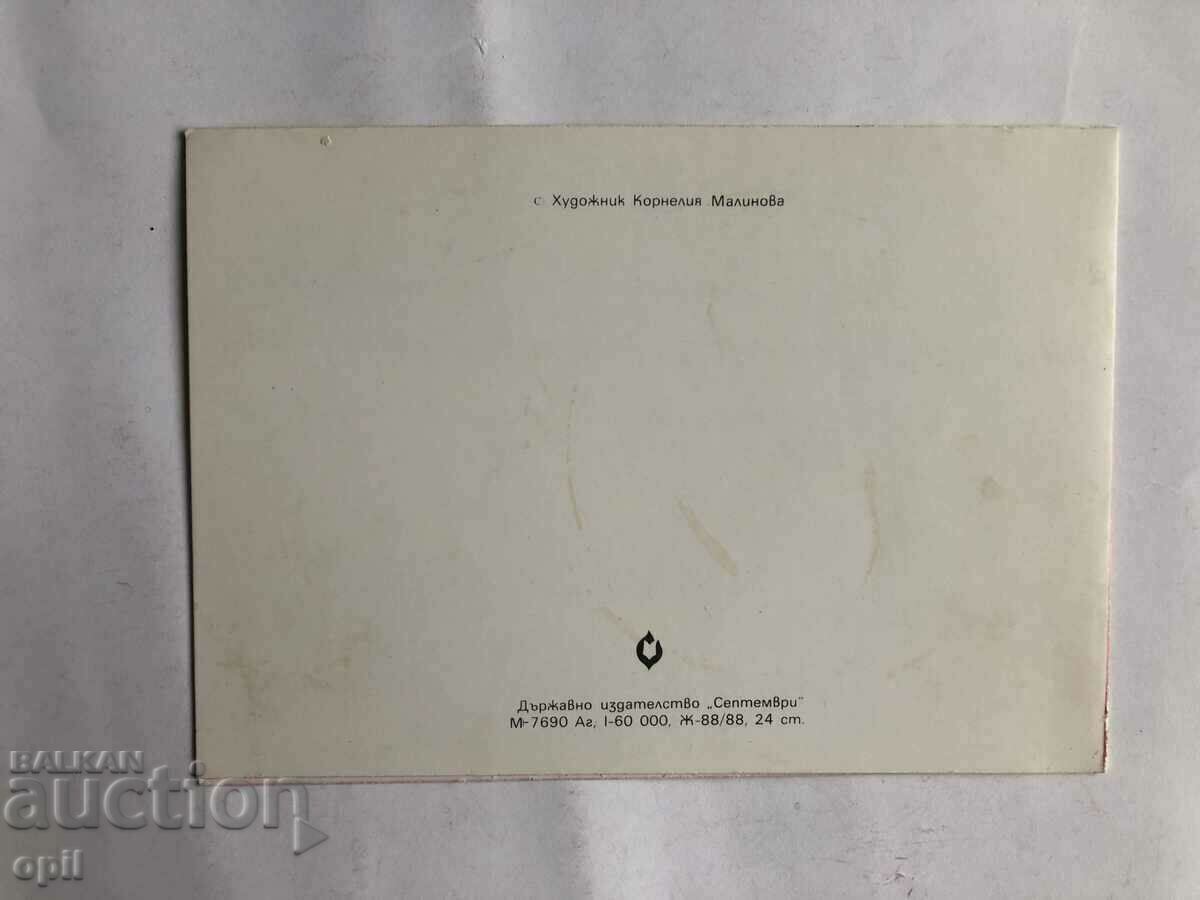 с Художник Корнелия Малинова
Държавно издателство „Септември"
М-7690 Аг, I-60 000, Ж-88/88, 24 ст.
BALKAN
auction
opil